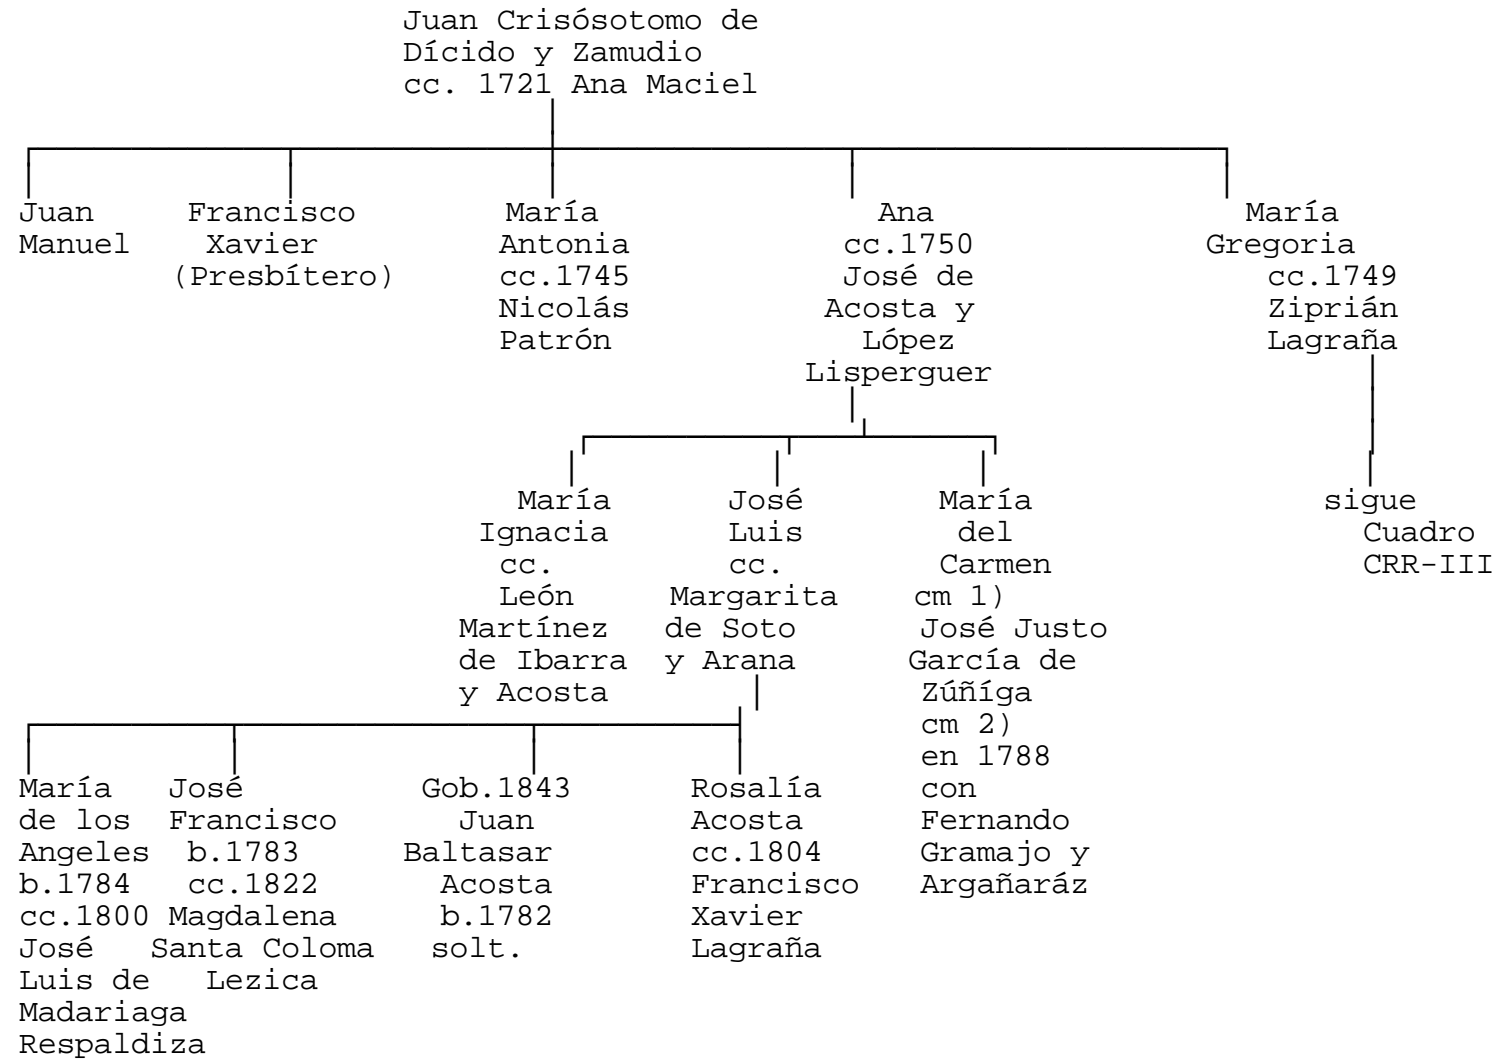 Juan Crisósotomo de
Dícido y Zamudio
cc. 1721 Ana Maciel
Juan
Manuel
Francisco
Xavier
(Presbítero)
María
Antonia
cc.1745
Nicolás
Patrón
Ana
cc.1750
José de
Acosta y
López
Lisperguer
María
Gregoria
cc.1749
Ziprián
Lagraña
María
Ignacia
cc.
León
Martínez
de Ibarra
y Acosta
José
Luis
cc.
Margarita
de Soto
y Arana
María
del
Carmen
cm 1)
José Justo
García de
Zúñíga
cm 2)
en 1788
con
Fernando
Gramajo y
Argañaráz
sigue
Cuadro
CRR-III
María
de los
Angeles
b.1784
cc.1800
José
Luis de
Madariaga
Respaldiza
José
Francisco
b.1783
cc.1822
Magdalena
Santa Coloma
Lezica
Gob.1843
Juan
Baltasar
Acosta
b.1782
solt.
Rosalía
Acosta
cc.1804
Francisco
Xavier
Lagraña